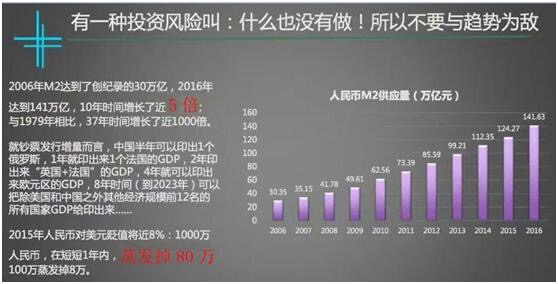 有一种投资风险叫：什么也没有做！所以不要与趋势为敌
2006年M2达到了创纪录的30万亿，2016年
达到141万亿，10年时间增长了近5倍；
与1979年相比，37年时间增长了近1000倍。
就钞票发行增量而言，中国半年可以印出1个
俄罗斯，1年就印出来1个法国的GDP，2年印
出来“英国+法国”的GDP，4年就可以印出
来欧元区的GDP，8年时间（到2023年）可以
把除美国和中国之外其他经济规模前12名的
所有国家GDP给印出来......
2015年人民币对美元贬值将近8%：1000万
人民币，在短短1年内，蒸发掉80万
100万蒸发掉8万。
人民币M2供应量（万亿元）
160
140
120
100
80
60
40
20
0
30.35 35.15 41.78 49.61 62.56 73.39 85.59 99.21 112.35 124.27 141.63
2006 2007 2008 2009 2010 2011 2012 2013 2014 2015 2016